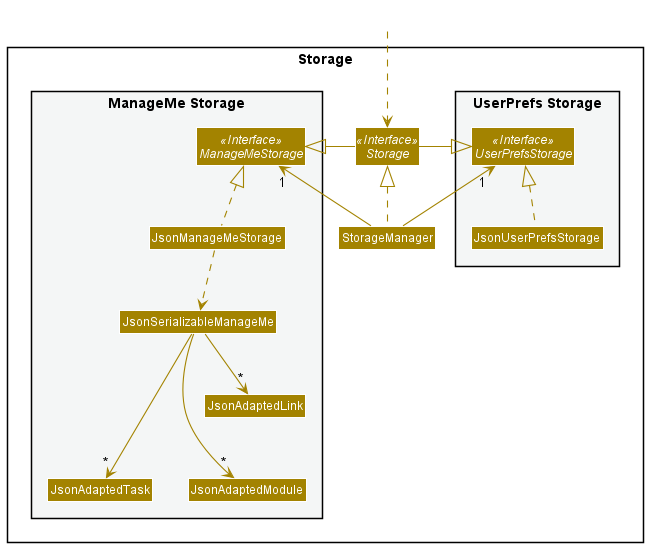 Storage
ManageMe Storage
UserPrefs Storage
«Interface»
ManageMeStorage
«Interface»
Storage
«Interface»
UserPrefsStorage
1
1
JsonManageMeStorage
StorageManager
JsonUserPrefsStorage
JsonSerializableManageMe
*
JsonAdaptedLink
*
*
JsonAdaptedTask
JsonAdaptedModule